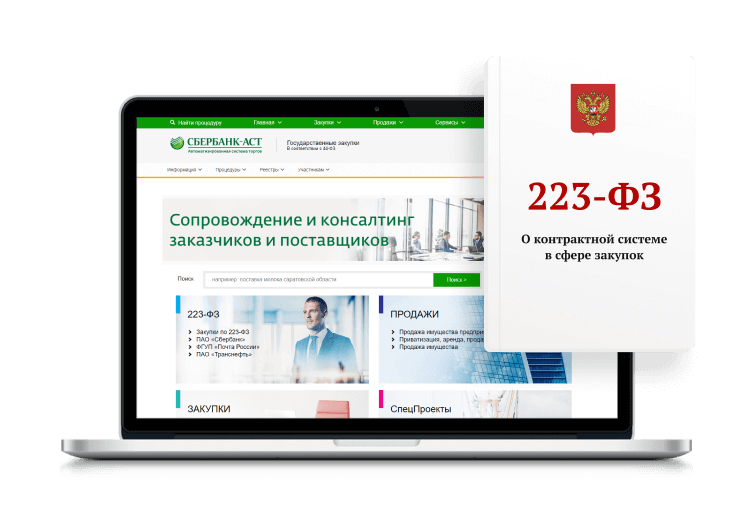 Найти процедуру
Главная
Закупки
Продажи
Сервисы
СБЕРБАНК-АСТ
Автоматизированная система торгов
Государственные закупки
В соответствии с 44-ФЗ
Информация
Процедуры
Реестры
Участникам
Сопровождение и консалтинг
заказчиков и поставщиков
Поиск
например: поставка молока саратовской области
Поиск >
223-ФЗ
Закупки по 223-ФЗ
ПАО «Сбербанк»
ФГУП «Почта России»
ПАО «Транснефть»
ПРОДАЖИ
Продажа имущества предпри
Приватизация, аренда, прода
Продажа имущества
ЗАКУПКИ
СпецПроекты
223-ФЗ
О контрактной системе
в сфере закупок